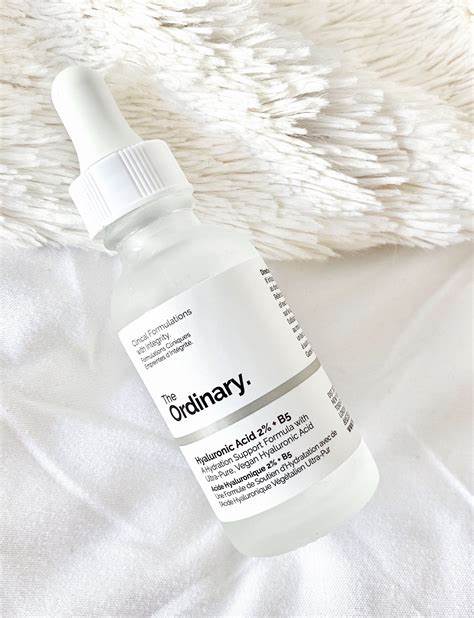 Clinical Formulations
with Integrity.
Formulations Cliniques
Empreintes d'Intégrité.
The
Ordinary.
Hyaluronic Acid 2% + B5
A Hydration Support Formula with
Ultra-Pure, Vegan Hyaluronic Acid
Acide Hyaluronique 2% + B5
Une Formule de Soutien d'Hydratation avec de
l'Acide Hyaluronique Végétalien Ultra-Pur